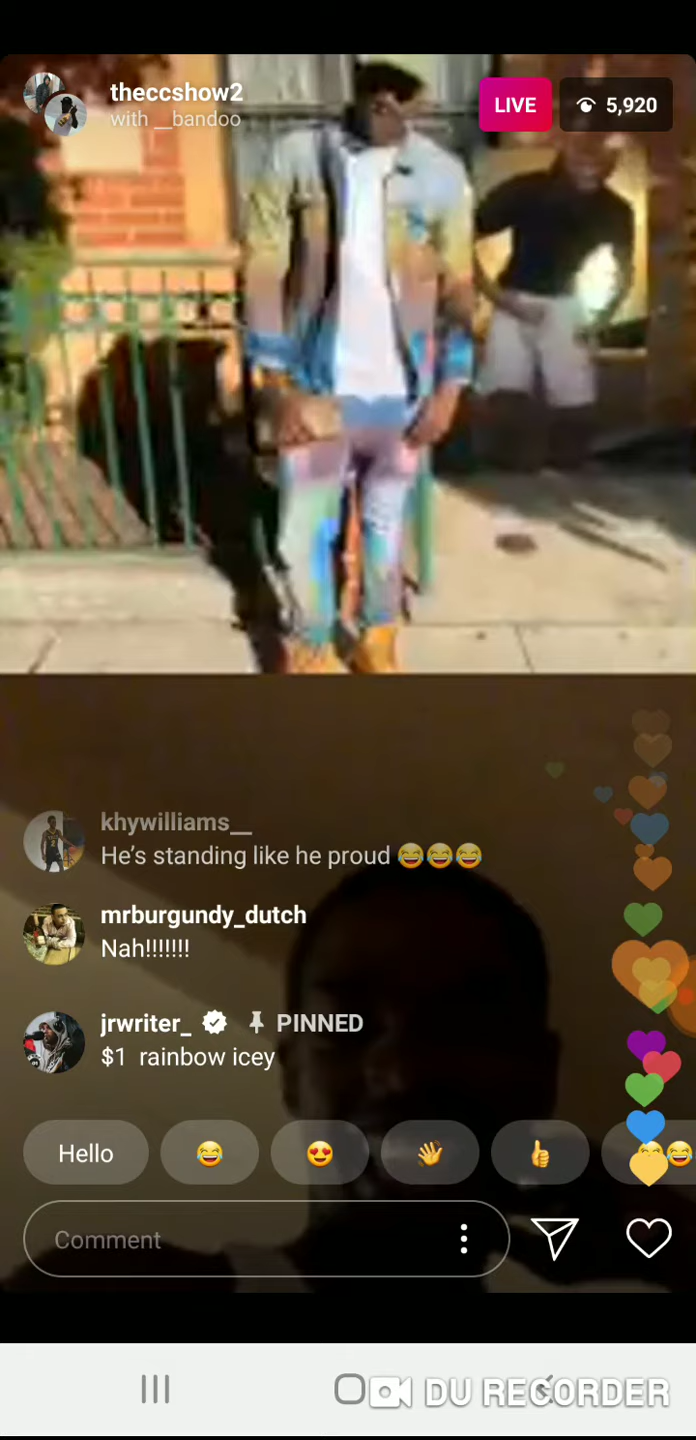 theccshow2
with __bandoo
LIVE
5,920
khywilliams__
He's standing like he proud 😂😂😂
mrburgundy_dutch
Nah!!!!!!!
jrwriter_ PINNED
$1 rainbow icey
Hello
Comment
DU RECORDER